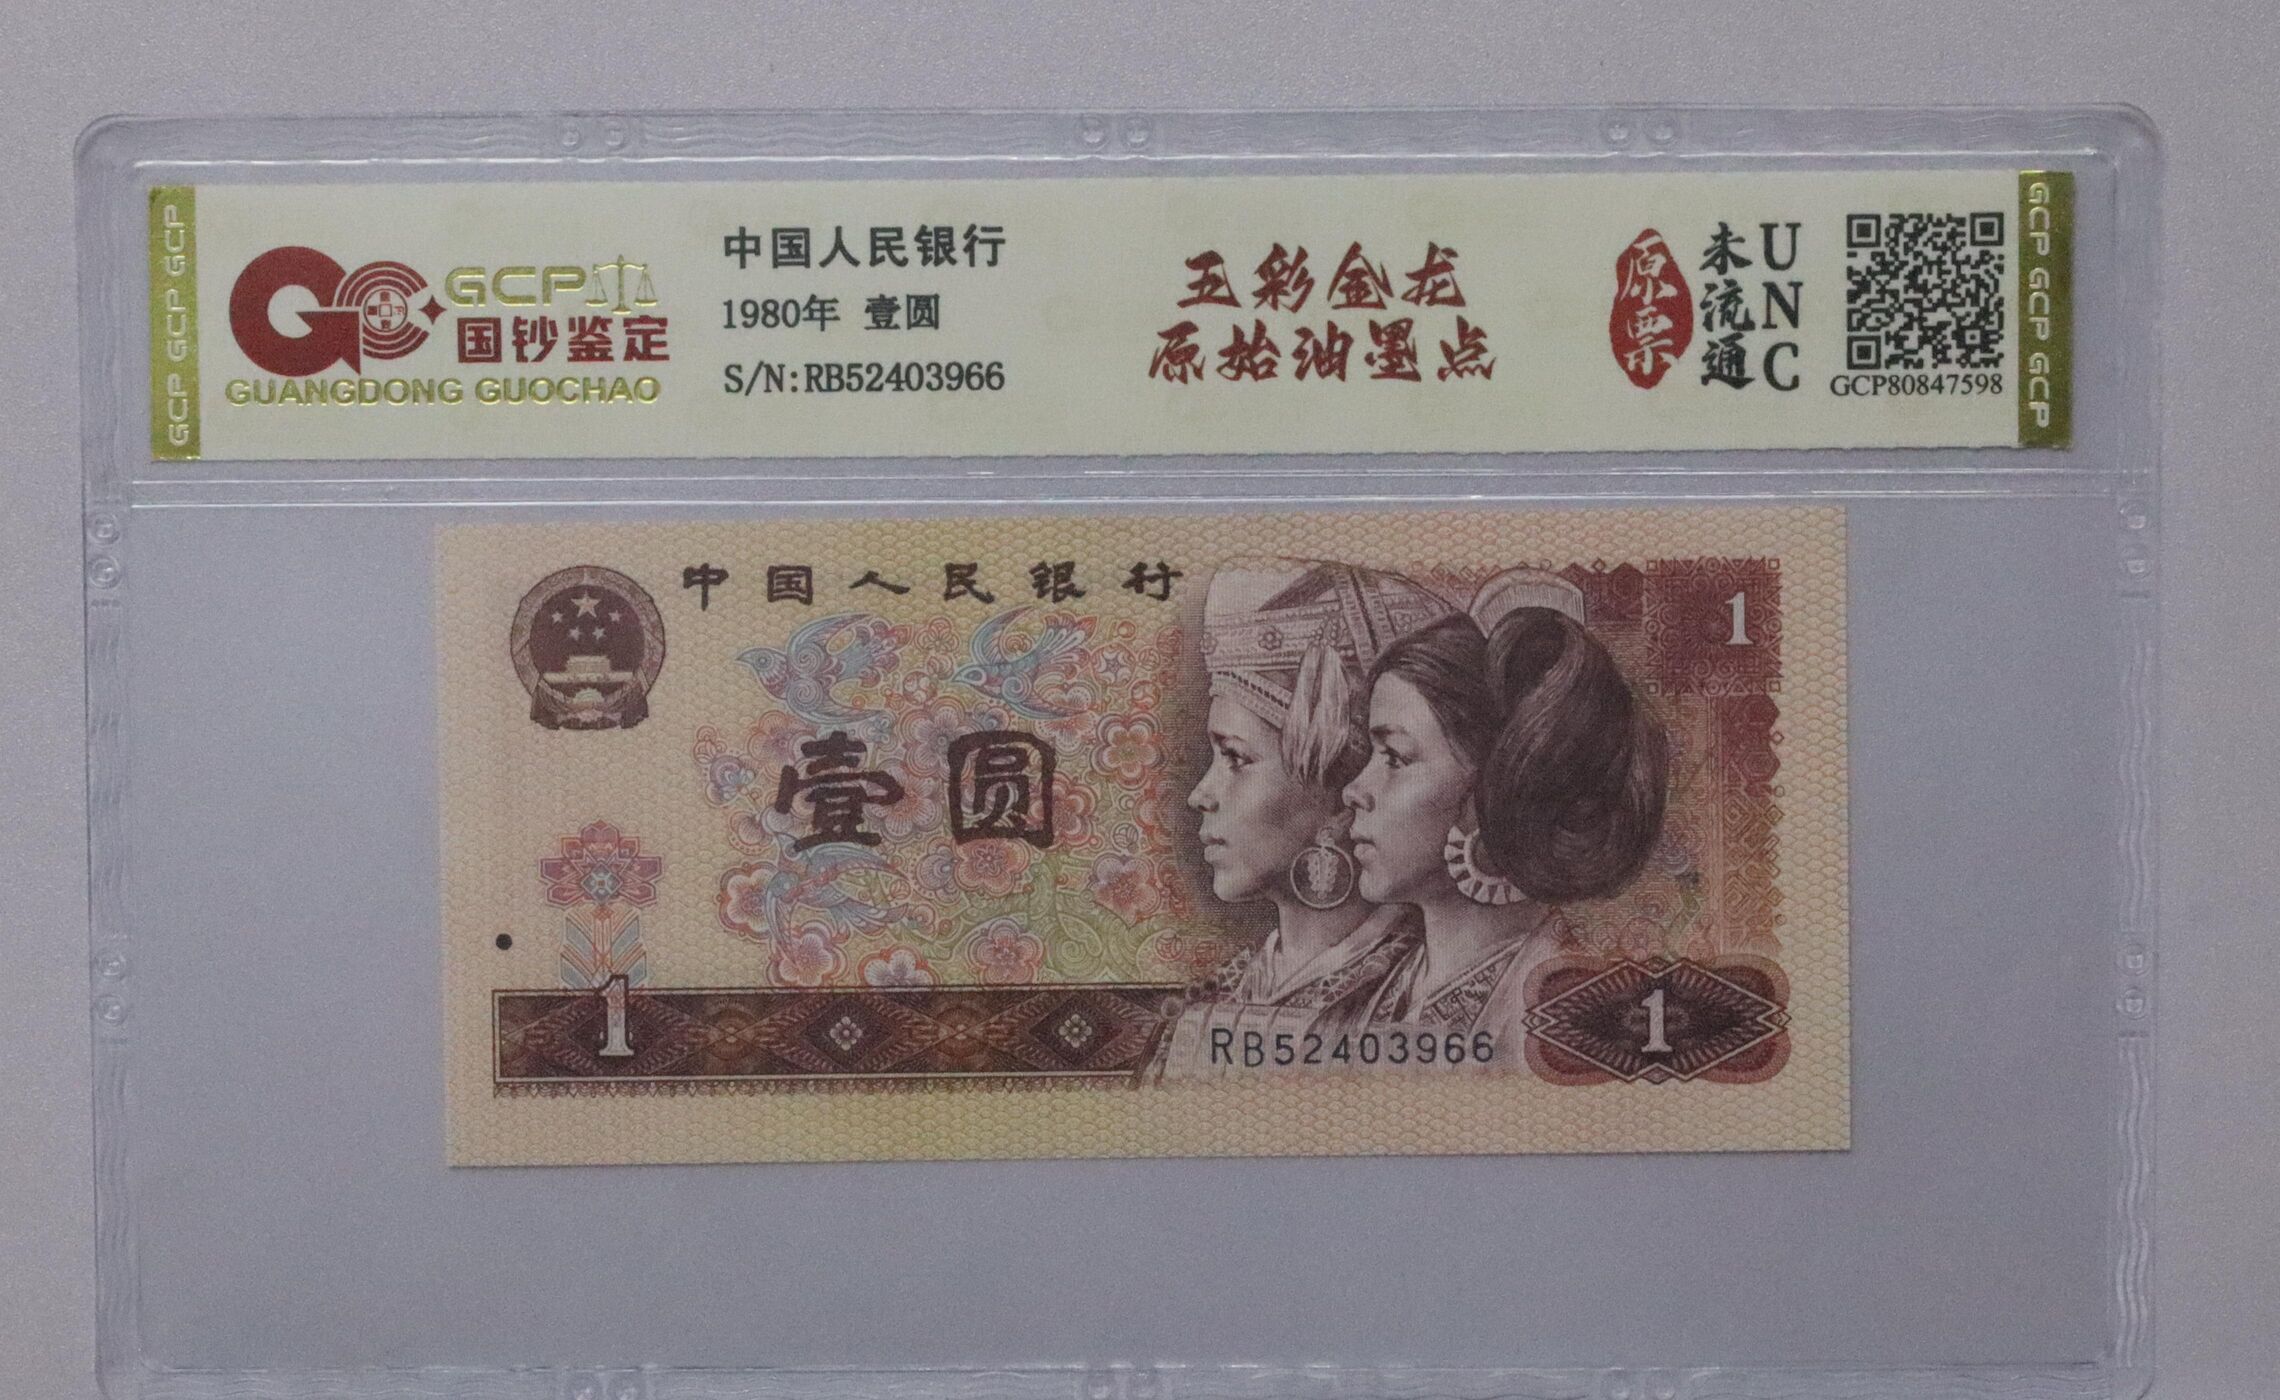 GCP GCP GCP
GCP
国钞鉴定
GUANGDONG GUOCHAO
中国人民银行
1980年 壹圆
S/N:RB52403966
五彩金龙
原始油墨点
原票
未流通
UNC
GCP80847598
GCP GCP GCP
中国人民银行
1
壹圆
1
RB52403966
1